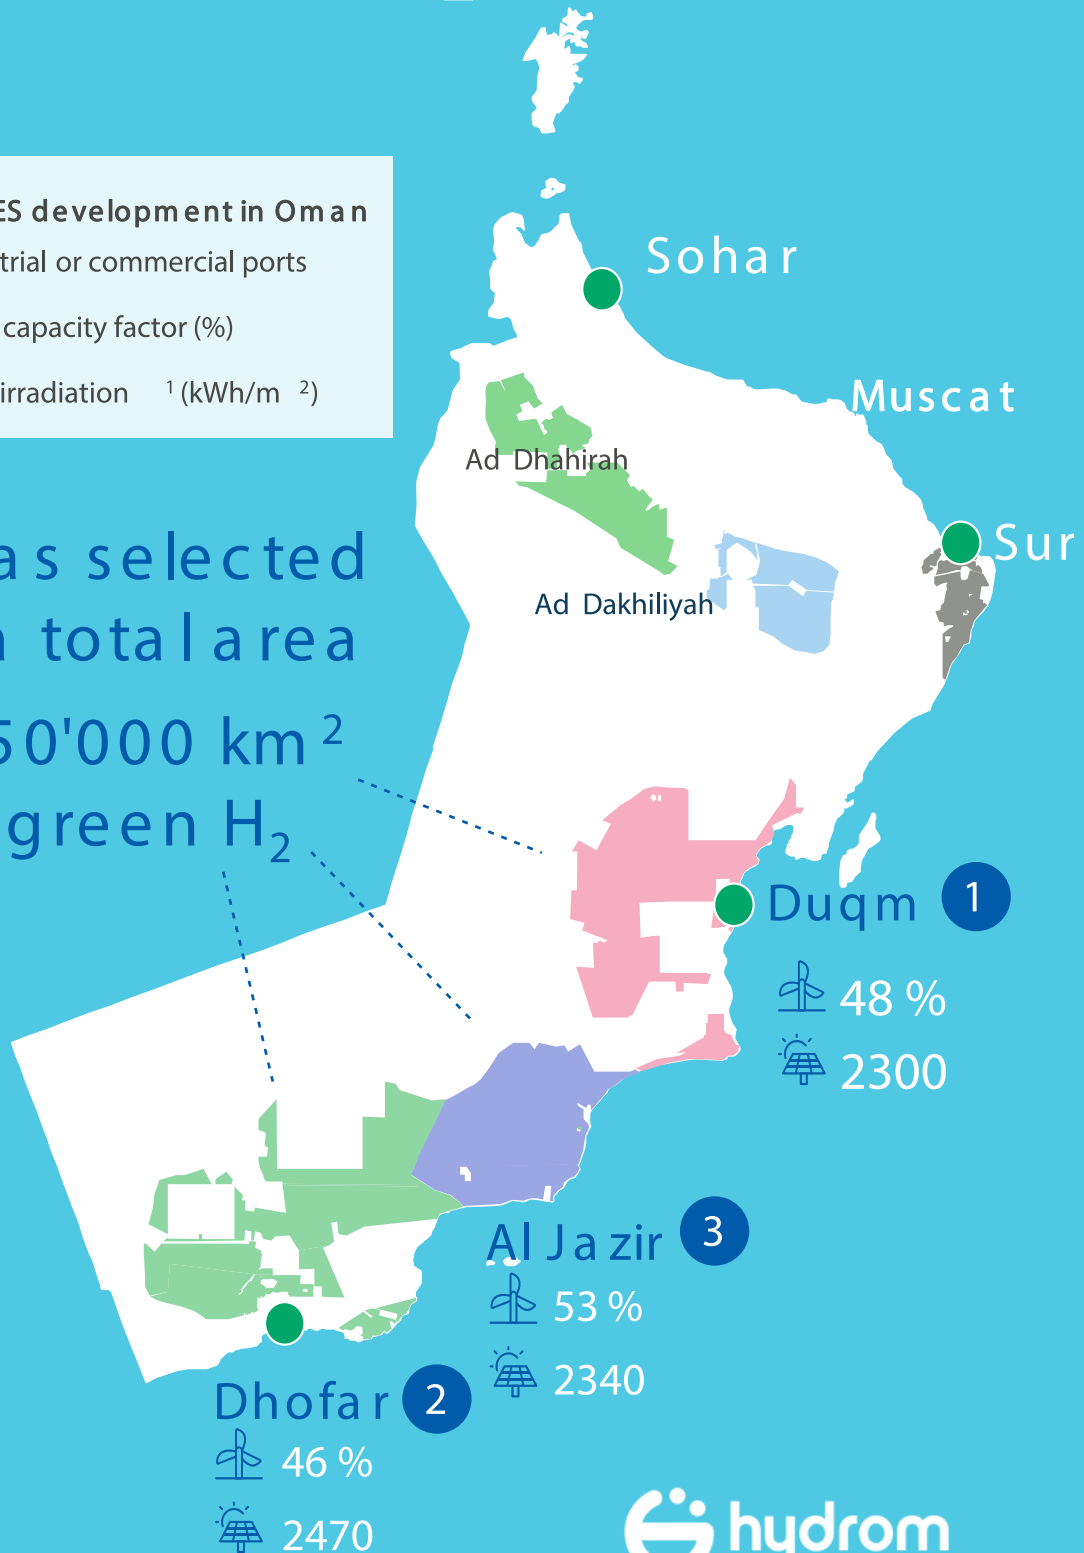 ES development in Oman
trial or commercial ports
capacity factor (%)
irradiation ¹ (kWh/m ²)
as selected
total area
50'000 km²
green H₂
Sohar
Muscat
Ad Dhahirah
Sur
Ad Dakhiliyah
Duqm 1
48 %
2300
Al Jazir 3
53 %
2340
Dhofar 2
46 %
2470
hydrom